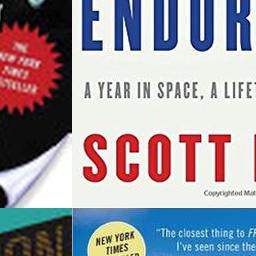 THE
NEW YORK
TIMES
BESTSELLER
ENDUR
A YEAR IN SPACE, A LIFET
SCOTT
Copyrighted Mat
NEW YORK
TIMES
"The closest thing to FR
I've seen since the